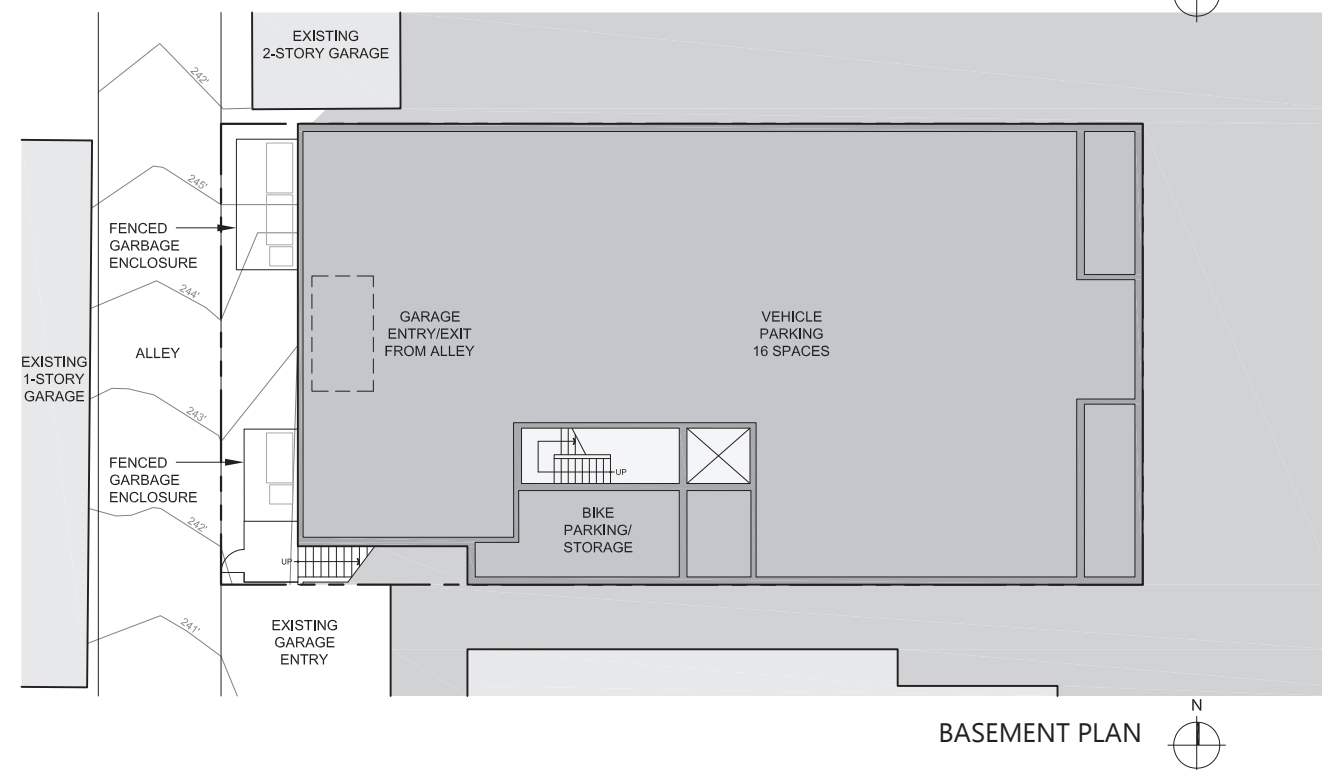 EXISTING
2-STORY GARAGE
242'
245'
FENCED
GARBAGE
ENCLOSURE
244'
GARAGE
ENTRY/EXIT
FROM ALLEY
VEHICLE
PARKING
16 SPACES
ALLEY
EXISTING
1-STORY
GARAGE
243'
FENCED
GARBAGE
ENCLOSURE
UP
BIKE
PARKING/
STORAGE
242'
UP
241'
EXISTING
GARAGE
ENTRY
N
BASEMENT PLAN